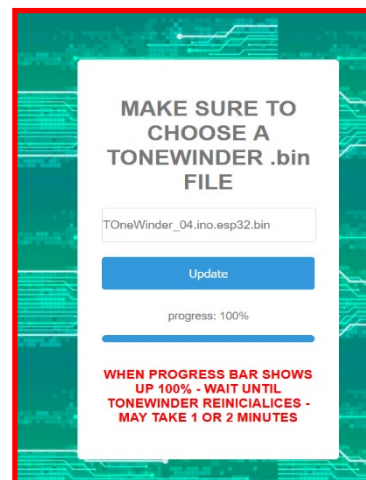 MAKE SURE TO
CHOOSE A
TONEWINDER .bin
FILE
TOneWinder_04.ino.esp32.bin
Update
progress: 100%
WHEN PROGRESS BAR SHOWS
UP 100% - WAIT UNTIL
TONEWINDER REINICIALICES -
MAY TAKE 1 OR 2 MINUTES